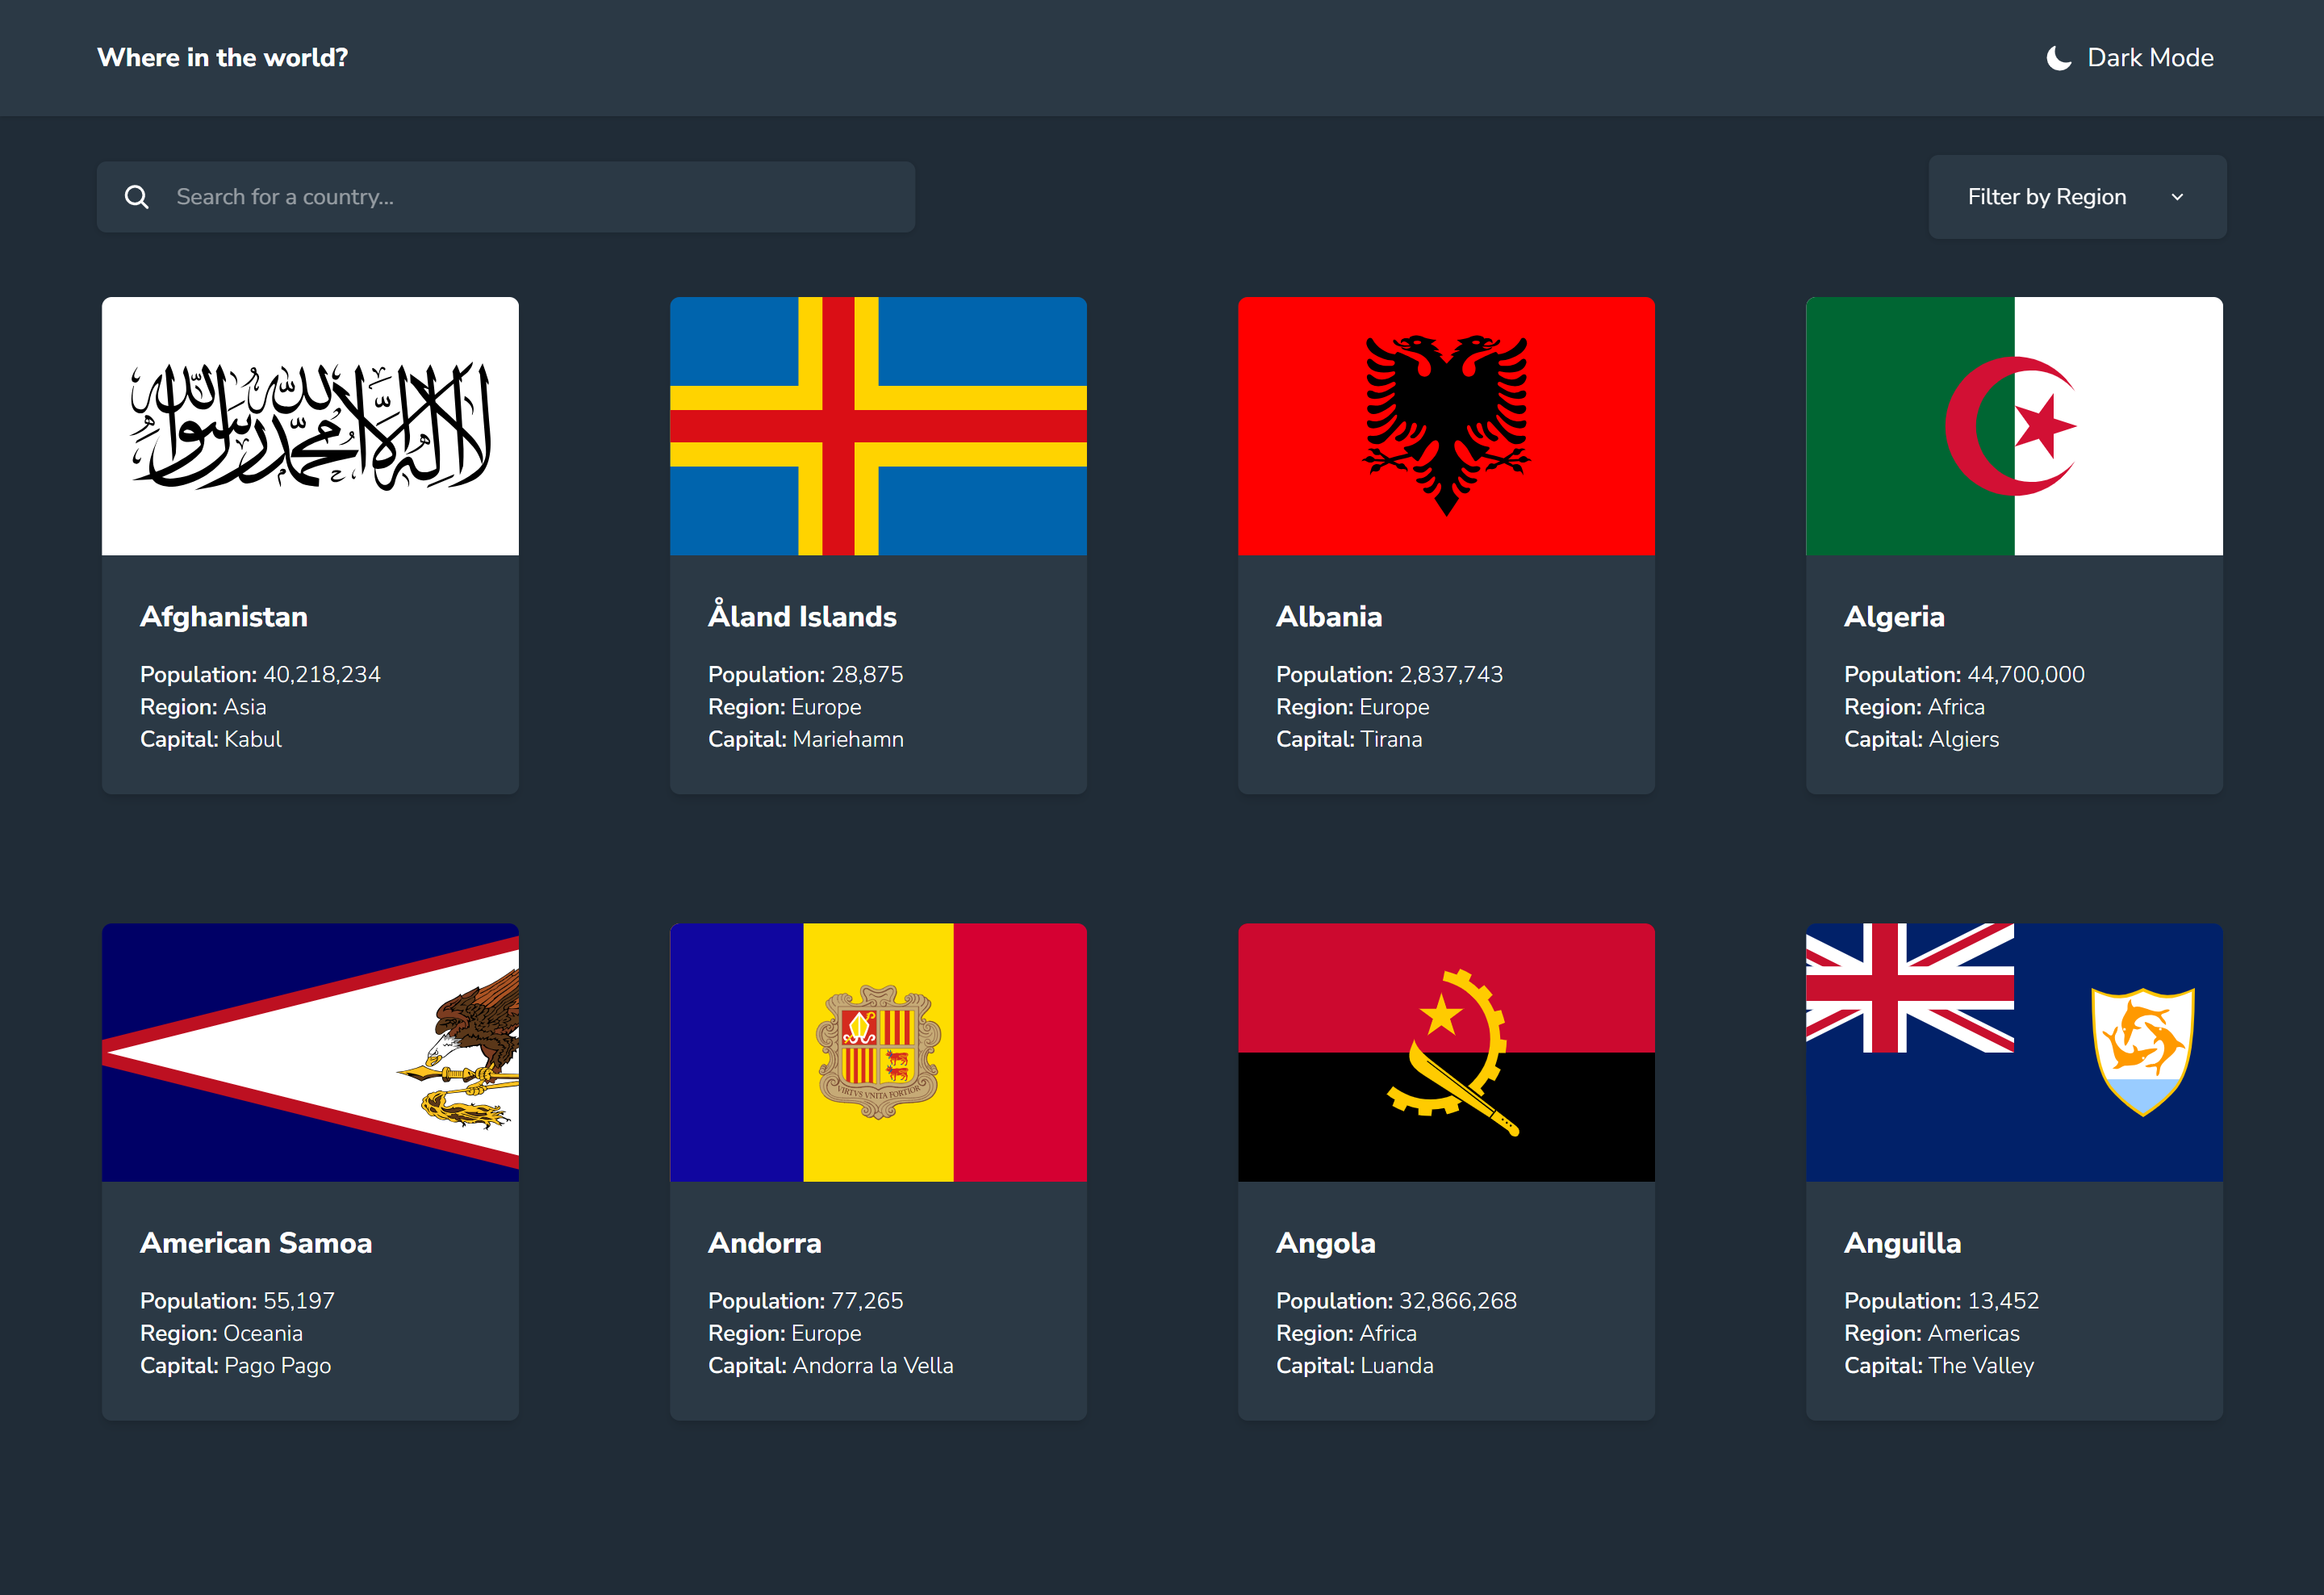 Where in the world?
Dark Mode
Search for a country...
Filter by Region
لا إله إلا الله محمد رسول الله
Afghanistan
Population: 40,218,234
Region: Asia
Capital: Kabul
Åland Islands
Population: 28,875
Region: Europe
Capital: Mariehamn
Albania
Population: 2,837,743
Region: Europe
Capital: Tirana
Algeria
Population: 44,700,000
Region: Africa
Capital: Algiers
VIRTVS VNITA FORTIOR
American Samoa
Population: 55,197
Region: Oceania
Capital: Pago Pago
Andorra
Population: 77,265
Region: Europe
Capital: Andorra la Vella
Angola
Population: 32,866,268
Region: Africa
Capital: Luanda
Anguilla
Population: 13,452
Region: Americas
Capital: The Valley